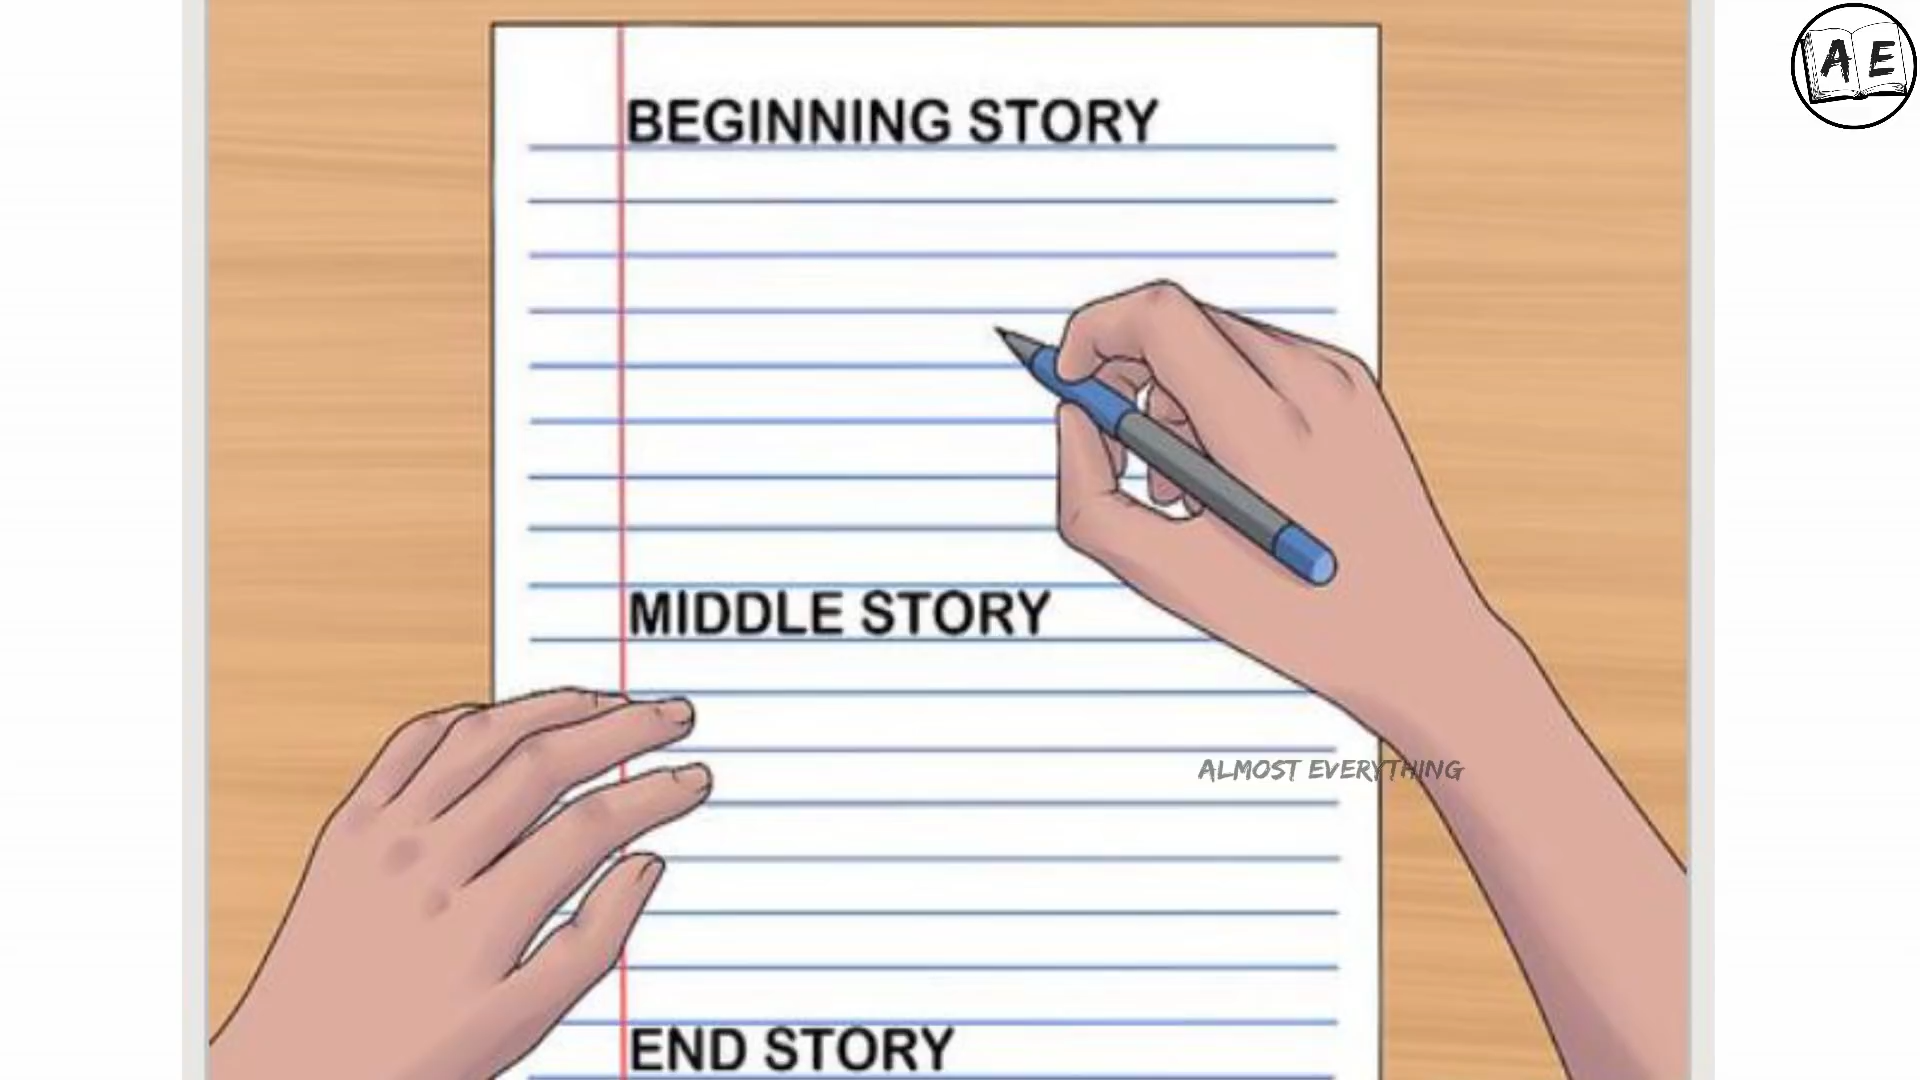 A E
BEGINNING STORY
MIDDLE STORY
ALMOST EVERYTHING
END STORY